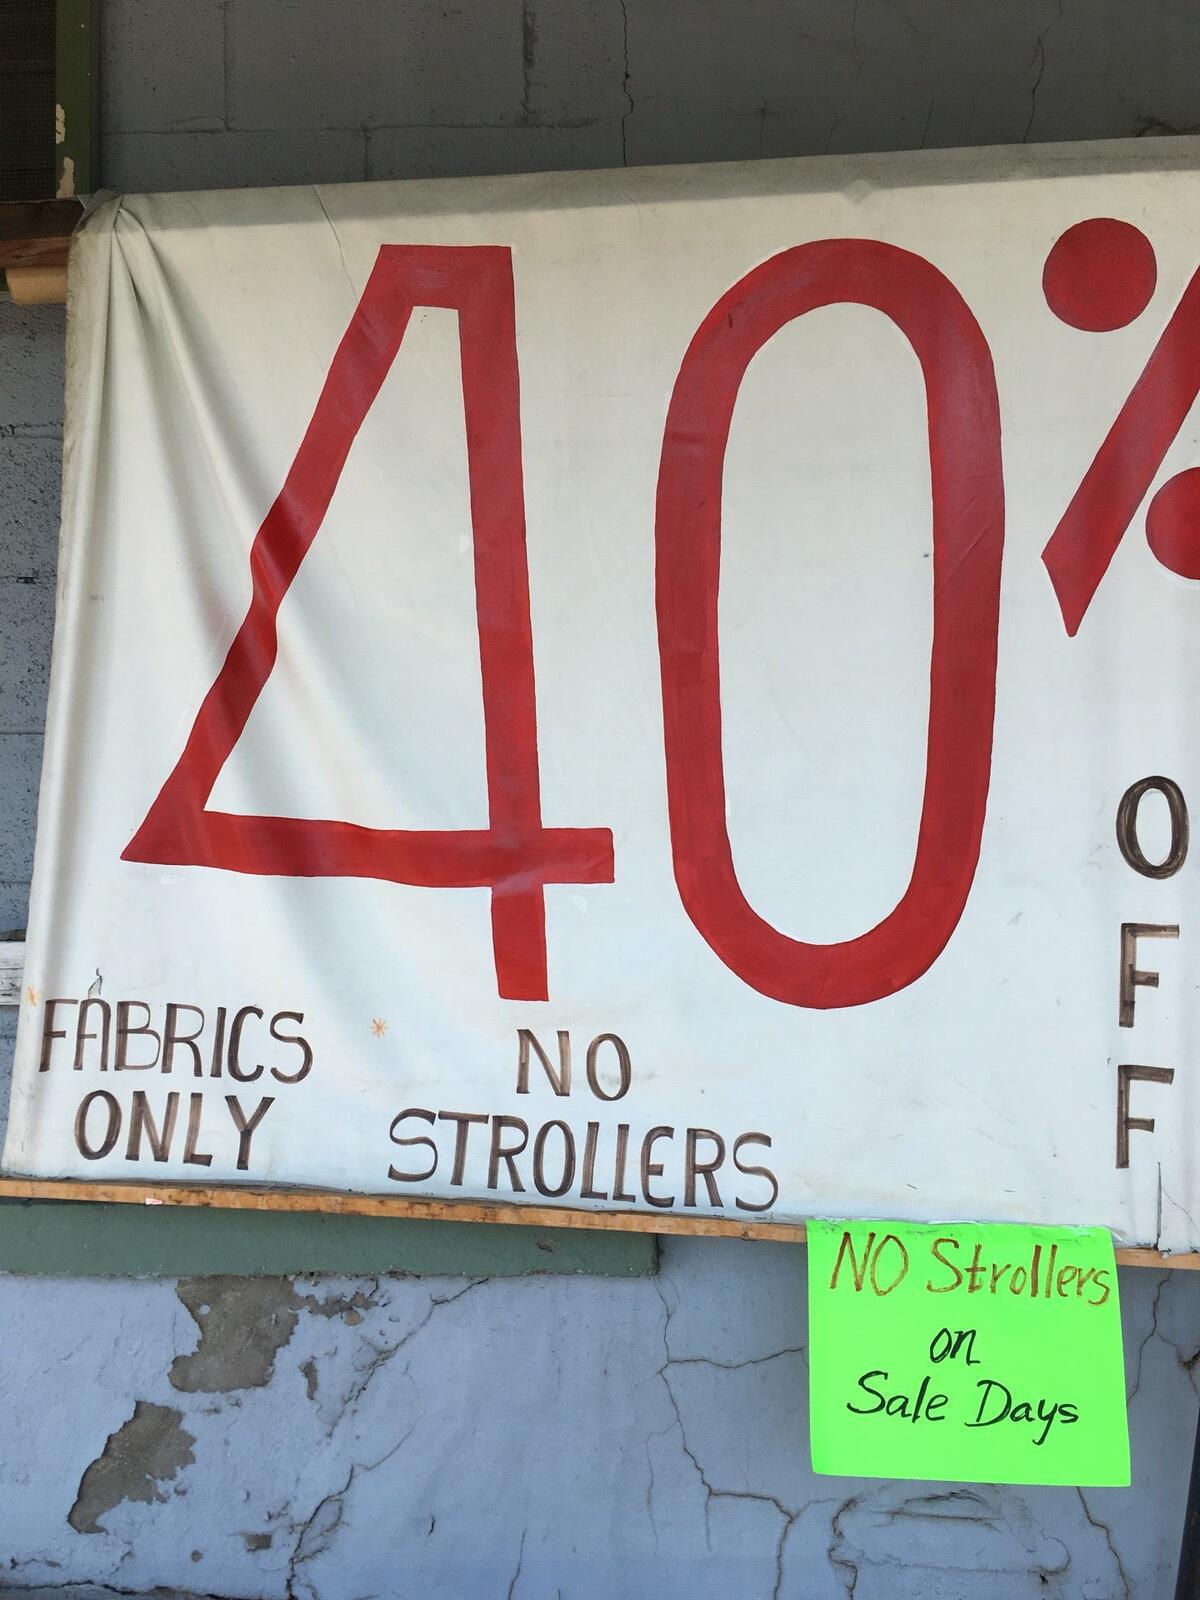 40%
OFF
FABRICS
ONLY
NO
STROLLERS
NO Strollers
on
Sale Days